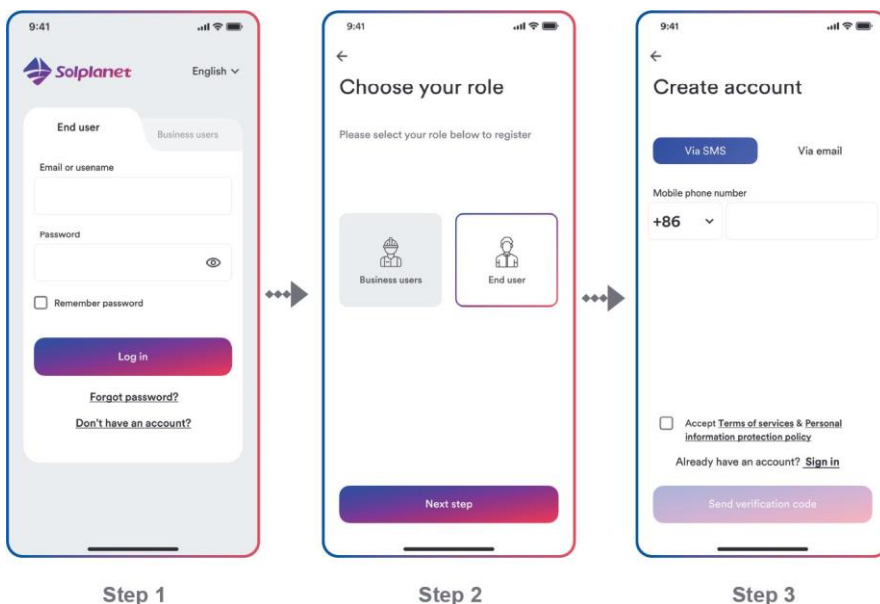 9:41
Solplanet
English
End user
Business users
Email or usename
Password
Remember password
Log in
Forgot password?
Don't have an account?
Step 1
9:41
Choose your role
Please select your role below to register
Business users
End user
Next step
Step 2
9:41
Create account
Via SMS
Via email
Mobile phone number
+86
Accept Terms of services & Personal
information protection policy
Already have an account? Sign in
Send verification code
Step 3